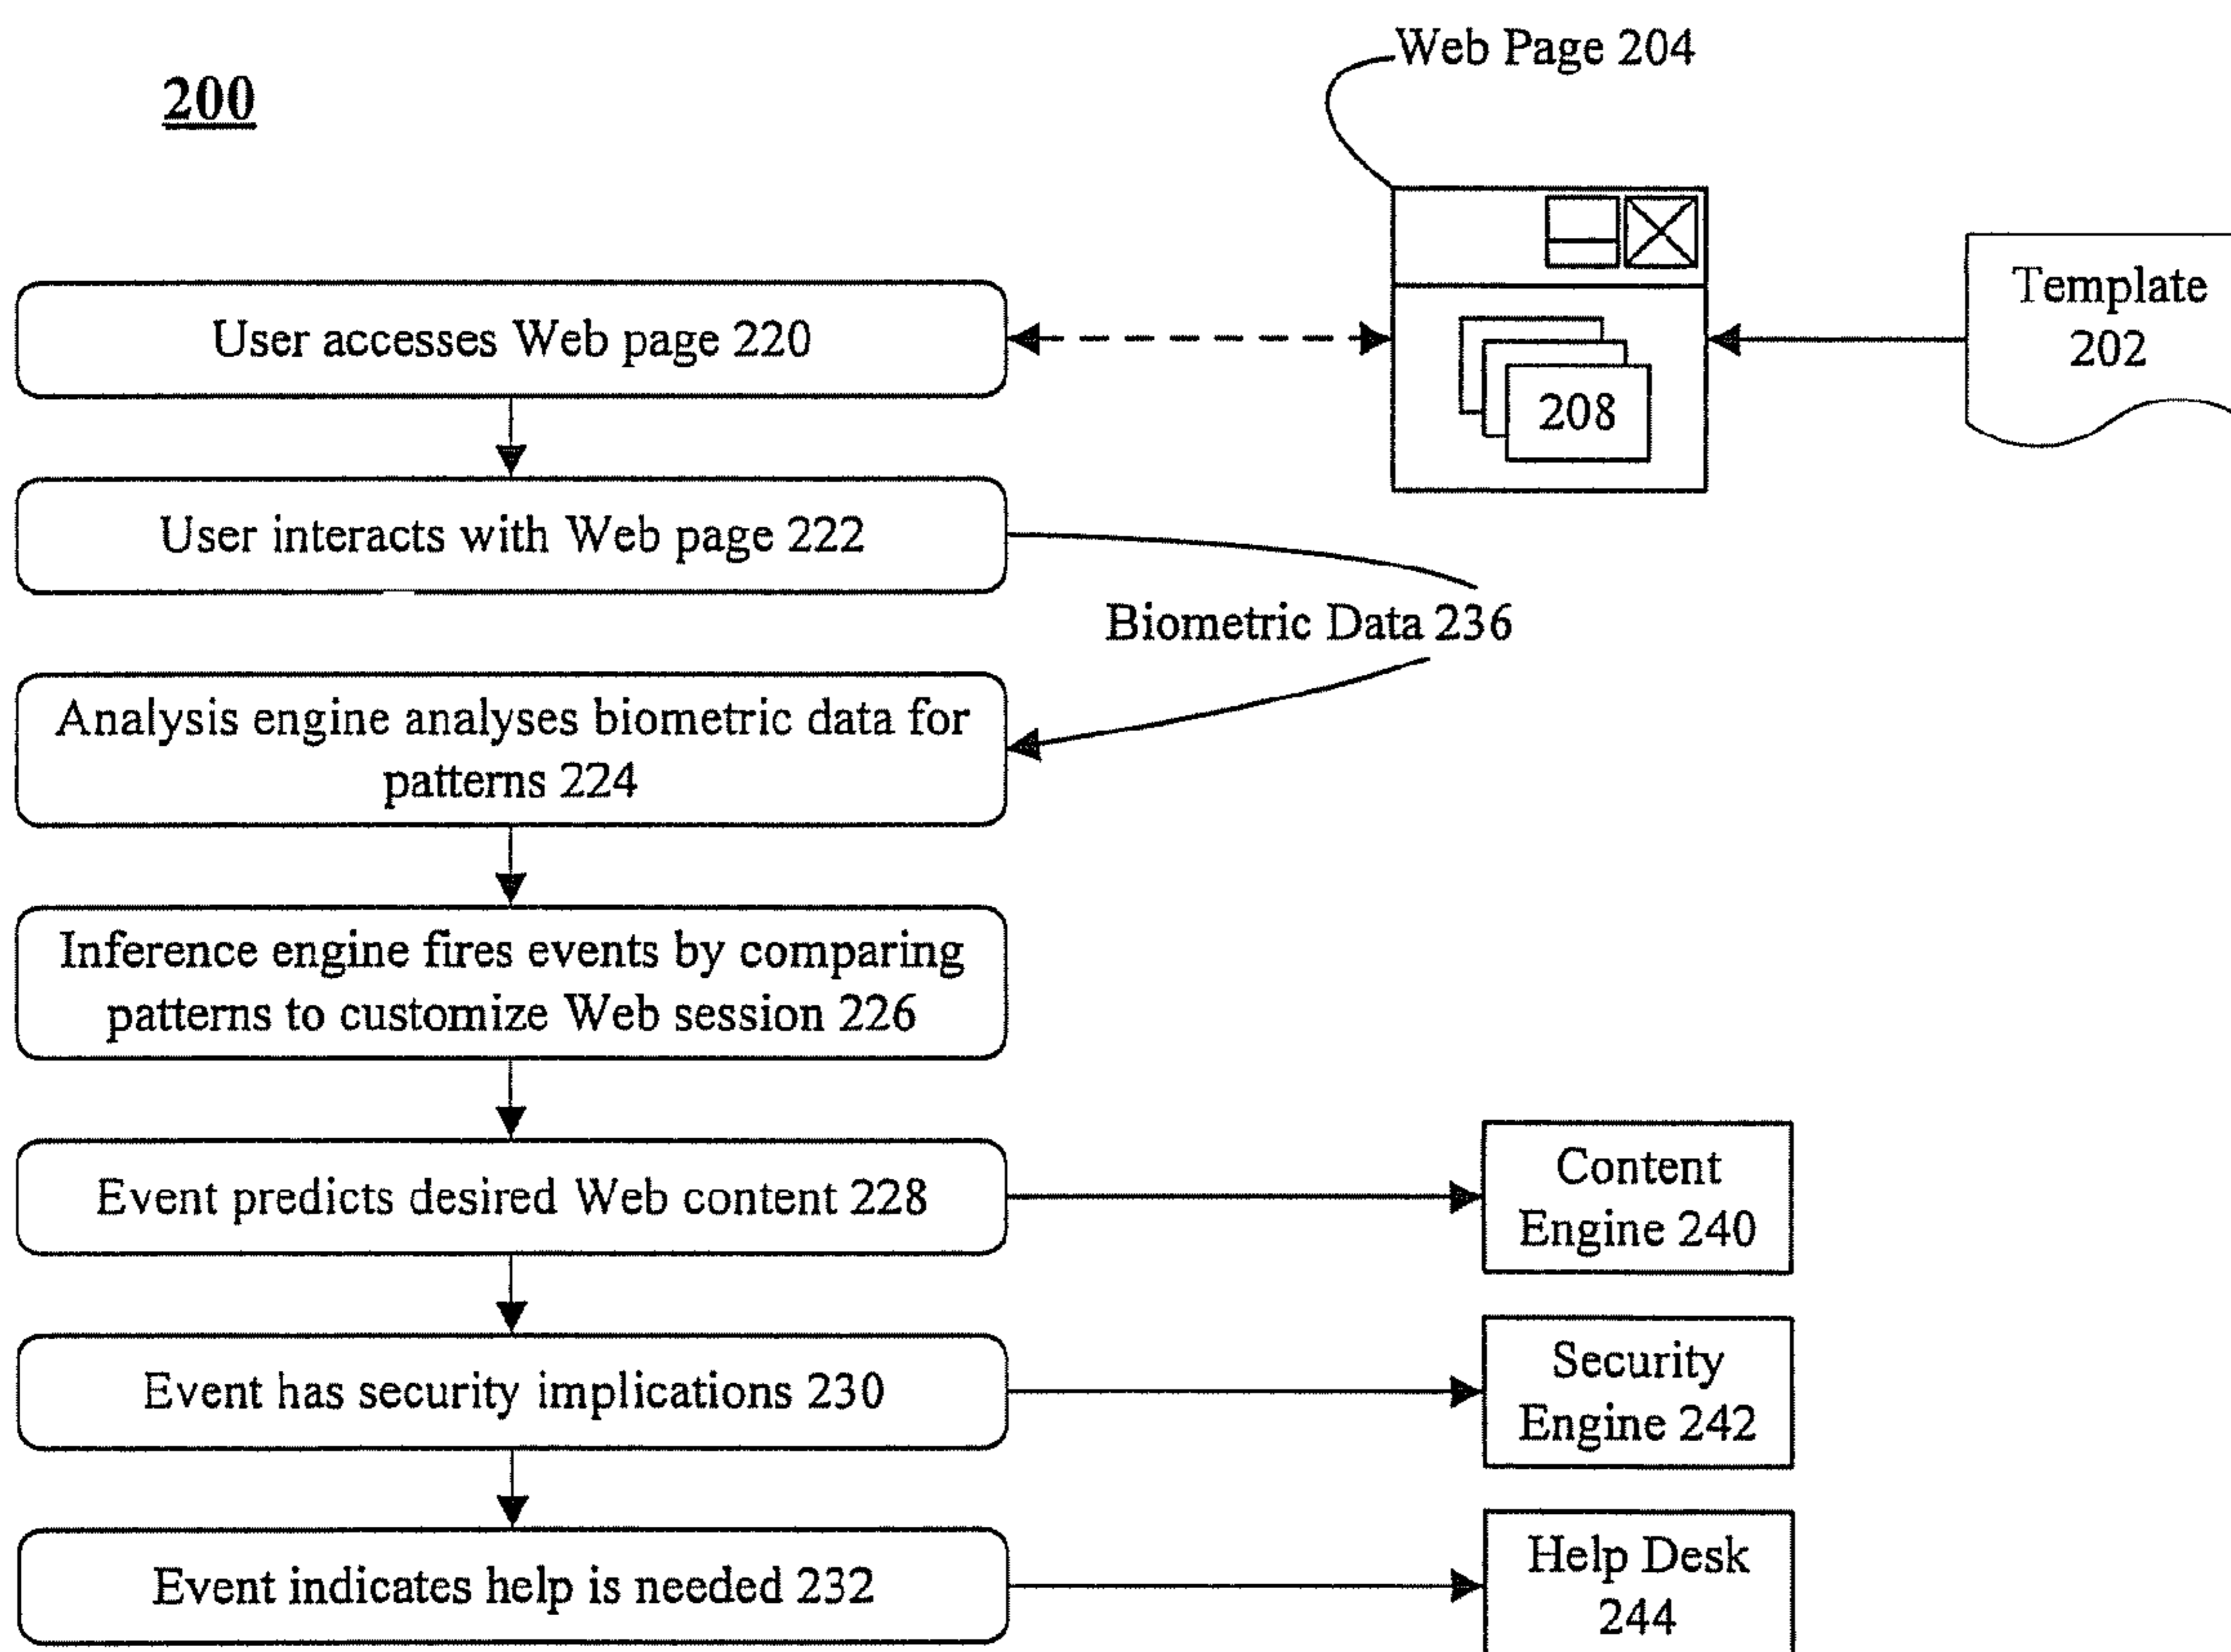 200
Web Page 204
Template
202
208
User accesses Web page 220
User interacts with Web page 222
Biometric Data 236
Analysis engine analyses biometric data for
patterns 224
Inference engine fires events by comparing
patterns to customize Web session 226
Event predicts desired Web content 228
Content
Engine 240
Event has security implications 230
Security
Engine 242
Event indicates help is needed 232
Help Desk
244